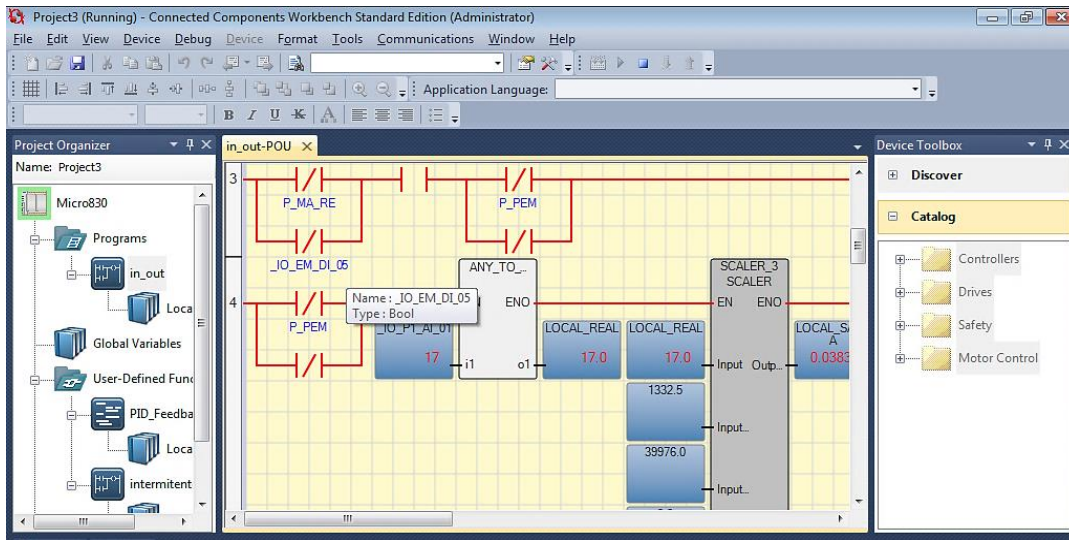 Project3 (Running) - Connected Components Workbench Standard Edition (Administrator)
File Edit View Device Debug Device Format Tools Communications Window Help
Application Language:
B I U K A
Project Organizer
Name: Project3
Micro830
Programs
in_out
Loca
Global Variables
User-Defined Func
PID_Feedba
Loca
intermitent
in_out-POU
3
P_MA_RE
P_PEM
_IO_EM_DI_05
4
P_PEM
Name : _IO_EM_DI_05
Type : Bool
ANY_TO_...
ENO
_IO_P1_AI_01
17
i1
o1
LOCAL_REAL
17.0
LOCAL_REAL
17.0
1332.5
39976.0
SCALER_3
SCALER
EN ENO
Input Outp...
Input...
Input...
LOCAL_SA
A
0.0383
Device Toolbox
Discover
Catalog
Controllers
Drives
Safety
Motor Control